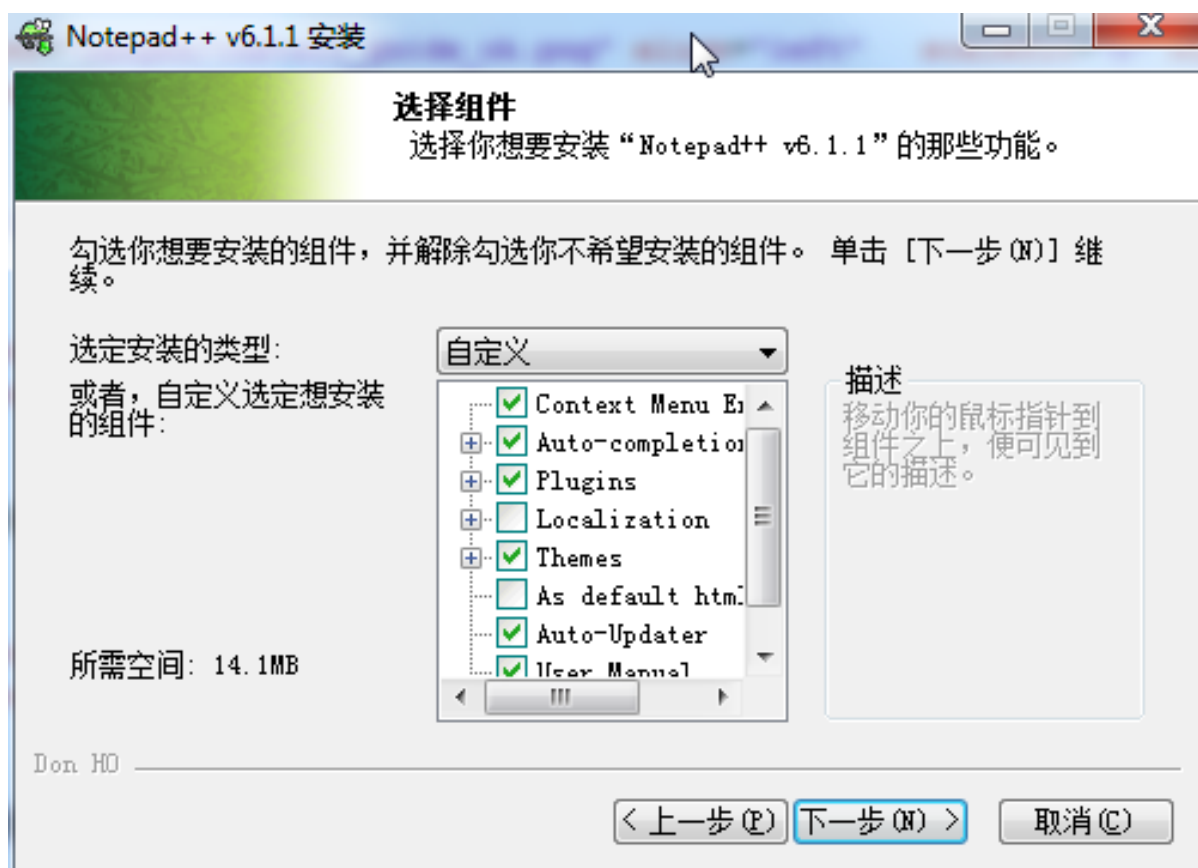 Notepad++ v6.1.1 安装
选择组件
选择你想要安装“Notepad++ v6.1.1”的那些功能。
勾选你想要安装的组件，并解除勾选你不希望安装的组件。 单击 [下一步(N)] 继
续。
选定安装的类型:
自定义
或者，自定义选定想安装
的组件:
Context Menu
Auto-completion
Plugins
Localization
Themes
As default html
Auto-Updater
User Manual
描述
移动你的鼠标指针到
组件之上，便可见到
它的描述。
所需空间: 14.1MB
Don HO
< 上一步(P)
下一步(N) >
取消(C)